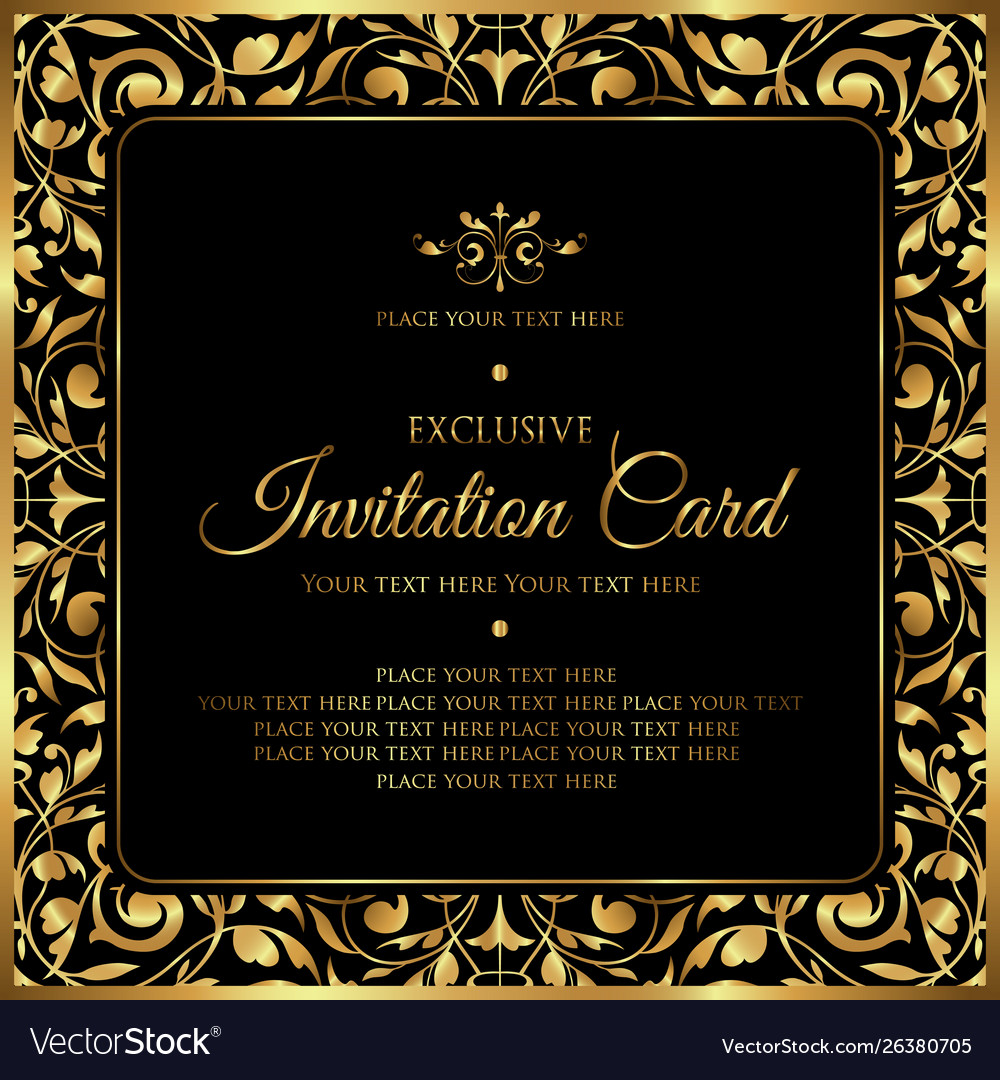 PLACE YOUR TEXT HERE
EXCLUSIVE
Invitation Card
YOUR TEXT HERE YOUR TEXT HERE
PLACE YOUR TEXT HERE
YOUR TEXT HERE PLACE YOUR TEXT HERE PLACE YOUR TEXT
PLACE YOUR TEXT HERE PLACE YOUR TEXT HERE
PLACE YOUR TEXT HERE PLACE YOUR TEXT HERE
PLACE YOUR TEXT HERE
VectorStock® VectorStock.com/26380705